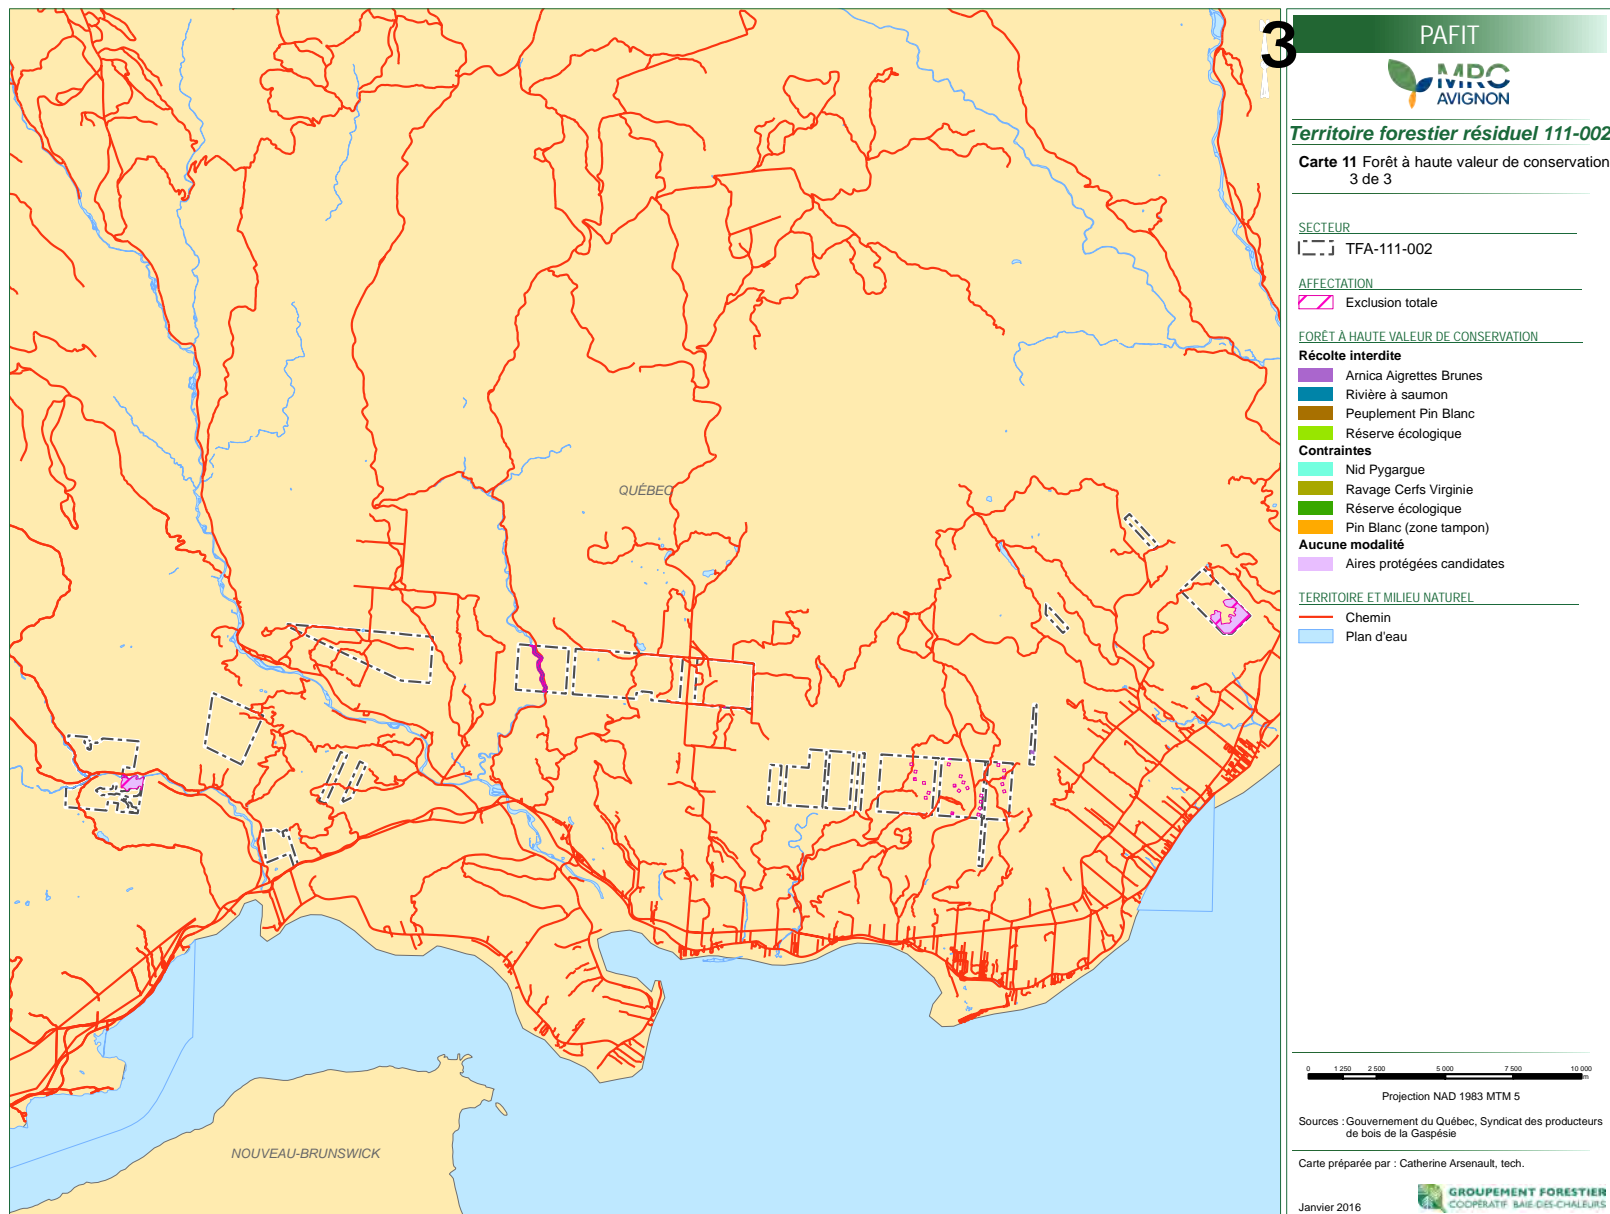 3
PAFIT
MRC
AVIGNON
Territoire forestier résiduel 111-002
Carte 11 Forêt à haute valeur de conservation
3 de 3
SECTEUR
TFA-111-002
AFFECTATION
Exclusion totale
FORÊT À HAUTE VALEUR DE CONSERVATION
Récolte interdite
Arnica Aigrettes Brunes
Rivière à saumon
Peuplement Pin Blanc
Réserve écologique
Contraintes
Nid Pygargue
Ravage Cerfs Virginie
Réserve écologique
Pin Blanc (zone tampon)
Aucune modalité
Aires protégées candidates
TERRITOIRE ET MILIEU NATUREL
Chemin
Plan d'eau
QUÉBEC
NOUVEAU-BRUNSWICK
0 1 250 2 500 5 000 7 500 10 000
m
Projection NAD 1983 MTM 5
Sources : Gouvernement du Québec, Syndicat des producteurs
de bois de la Gaspésie
Carte préparée par : Catherine Arsenault, tech.
Janvier 2016
GROUPEMENT FORESTIER
COOPÉRATIF BAIE-DES-CHALEURS